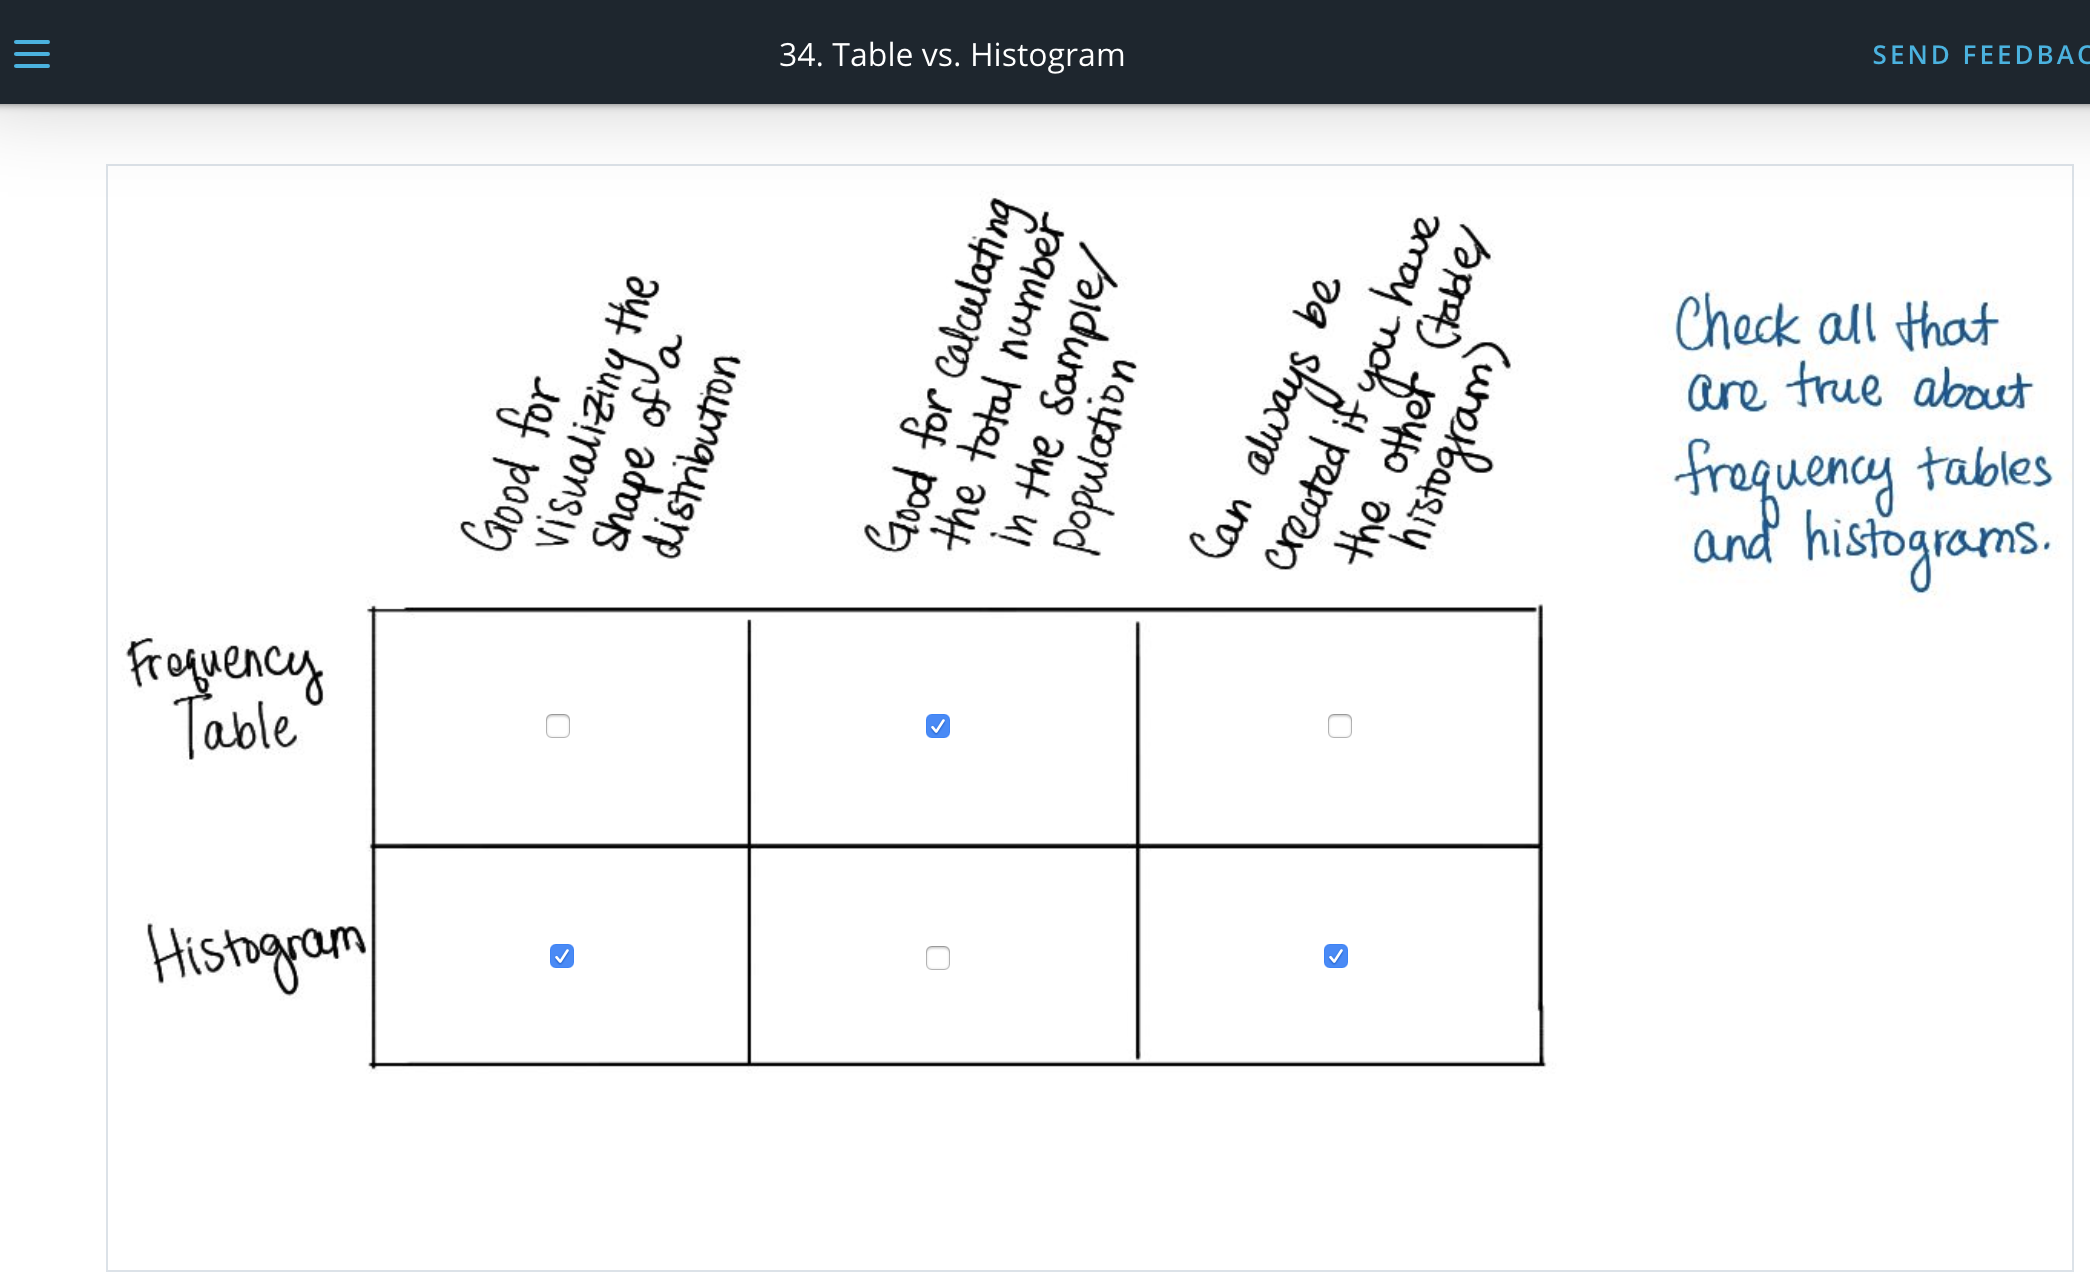 34. Table vs. Histogram
SEND FEEDBAC
Good for
visualizing the
shape of a
distribution
Good for calculating
the total number
in the sample/
population
Can always be
created if you have
the other (table/
histogram)
Check all that
are true about
frequency tables
and histograms.
Frequency
Table
Histogram